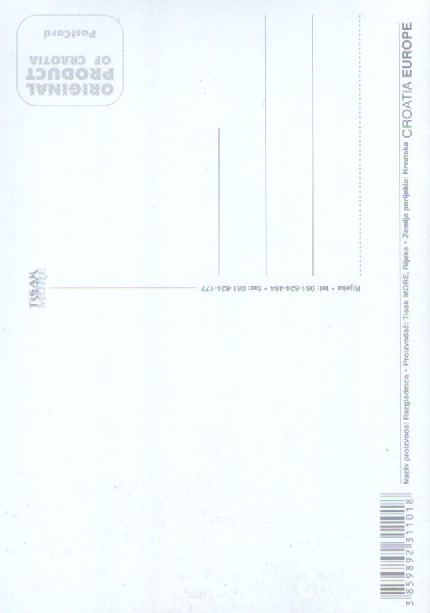 TISAK
MORE
ORIGINAL
PRODUCT
OF CRAOTIA
PostCard
Rijeka • tel: 051-624-464 • fax: 051-624-177
3 859892 311018
Naziv proizvoda: Razglednica • Proizvođač: Tisak MORE, Rijeka • Zemlja porijekla: Hrvatska CROATIA EUROPE